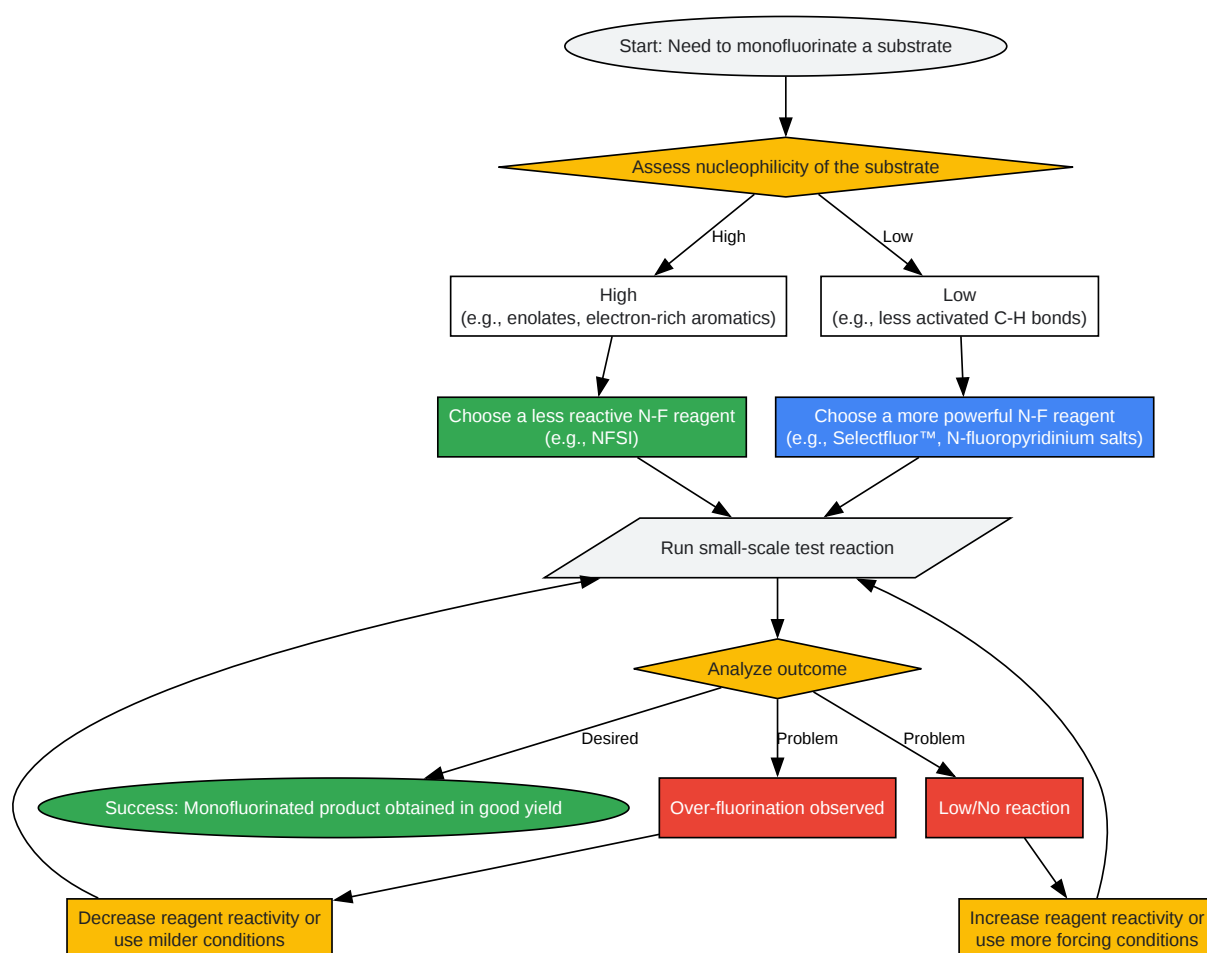 Start: Need to monofluorinate a substrate
Assess nucleophilicity of the substrate
High
Low
High
(e.g., enolates, electron-rich aromatics)
Low
(e.g., less activated C-H bonds)
Choose a less reactive N-F reagent
(e.g., NFSI)
Choose a more powerful N-F reagent
(e.g., Selectfluor™, N-fluoropyridinium salts)
Run small-scale test reaction
Analyze outcome
Desired
Problem
Problem
Success: Monofluorinated product obtained in good yield
Over-fluorination observed
Low/No reaction
Decrease reagent reactivity or
use milder conditions
Increase reagent reactivity or
use more forcing conditions